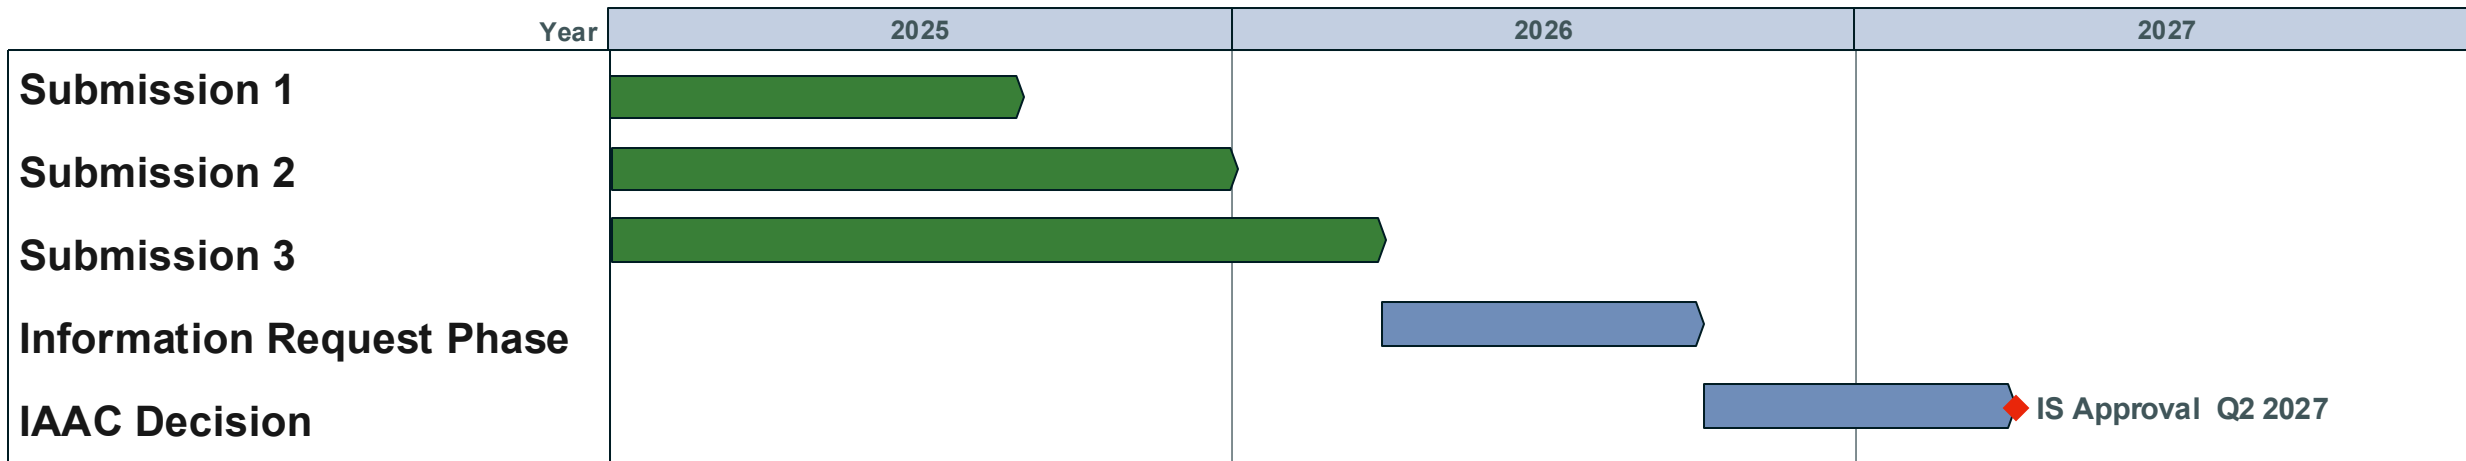 Year 2025 2026 2027
Submission 1
Submission 2
Submission 3
Information Request Phase
IAAC Decision
IS Approval Q2 2027